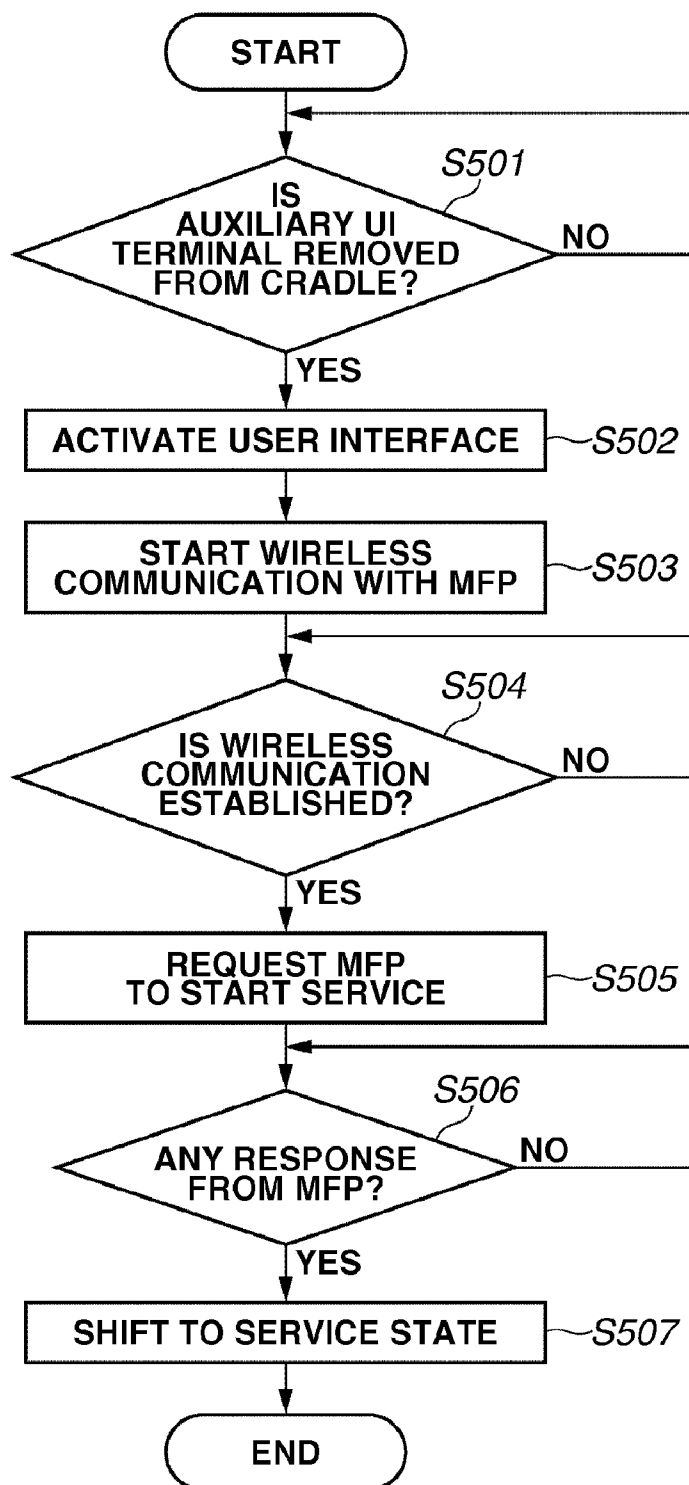 START
S501
IS
AUXILIARY UI
TERMINAL REMOVED
FROM CRADLE?
NO
YES
ACTIVATE USER INTERFACE
S502
START WIRELESS
COMMUNICATION WITH MFP
S503
S504
IS WIRELESS
COMMUNICATION
ESTABLISHED?
NO
YES
REQUEST MFP
TO START SERVICE
S505
S506
ANY RESPONSE
FROM MFP?
NO
YES
SHIFT TO SERVICE STATE
S507
END